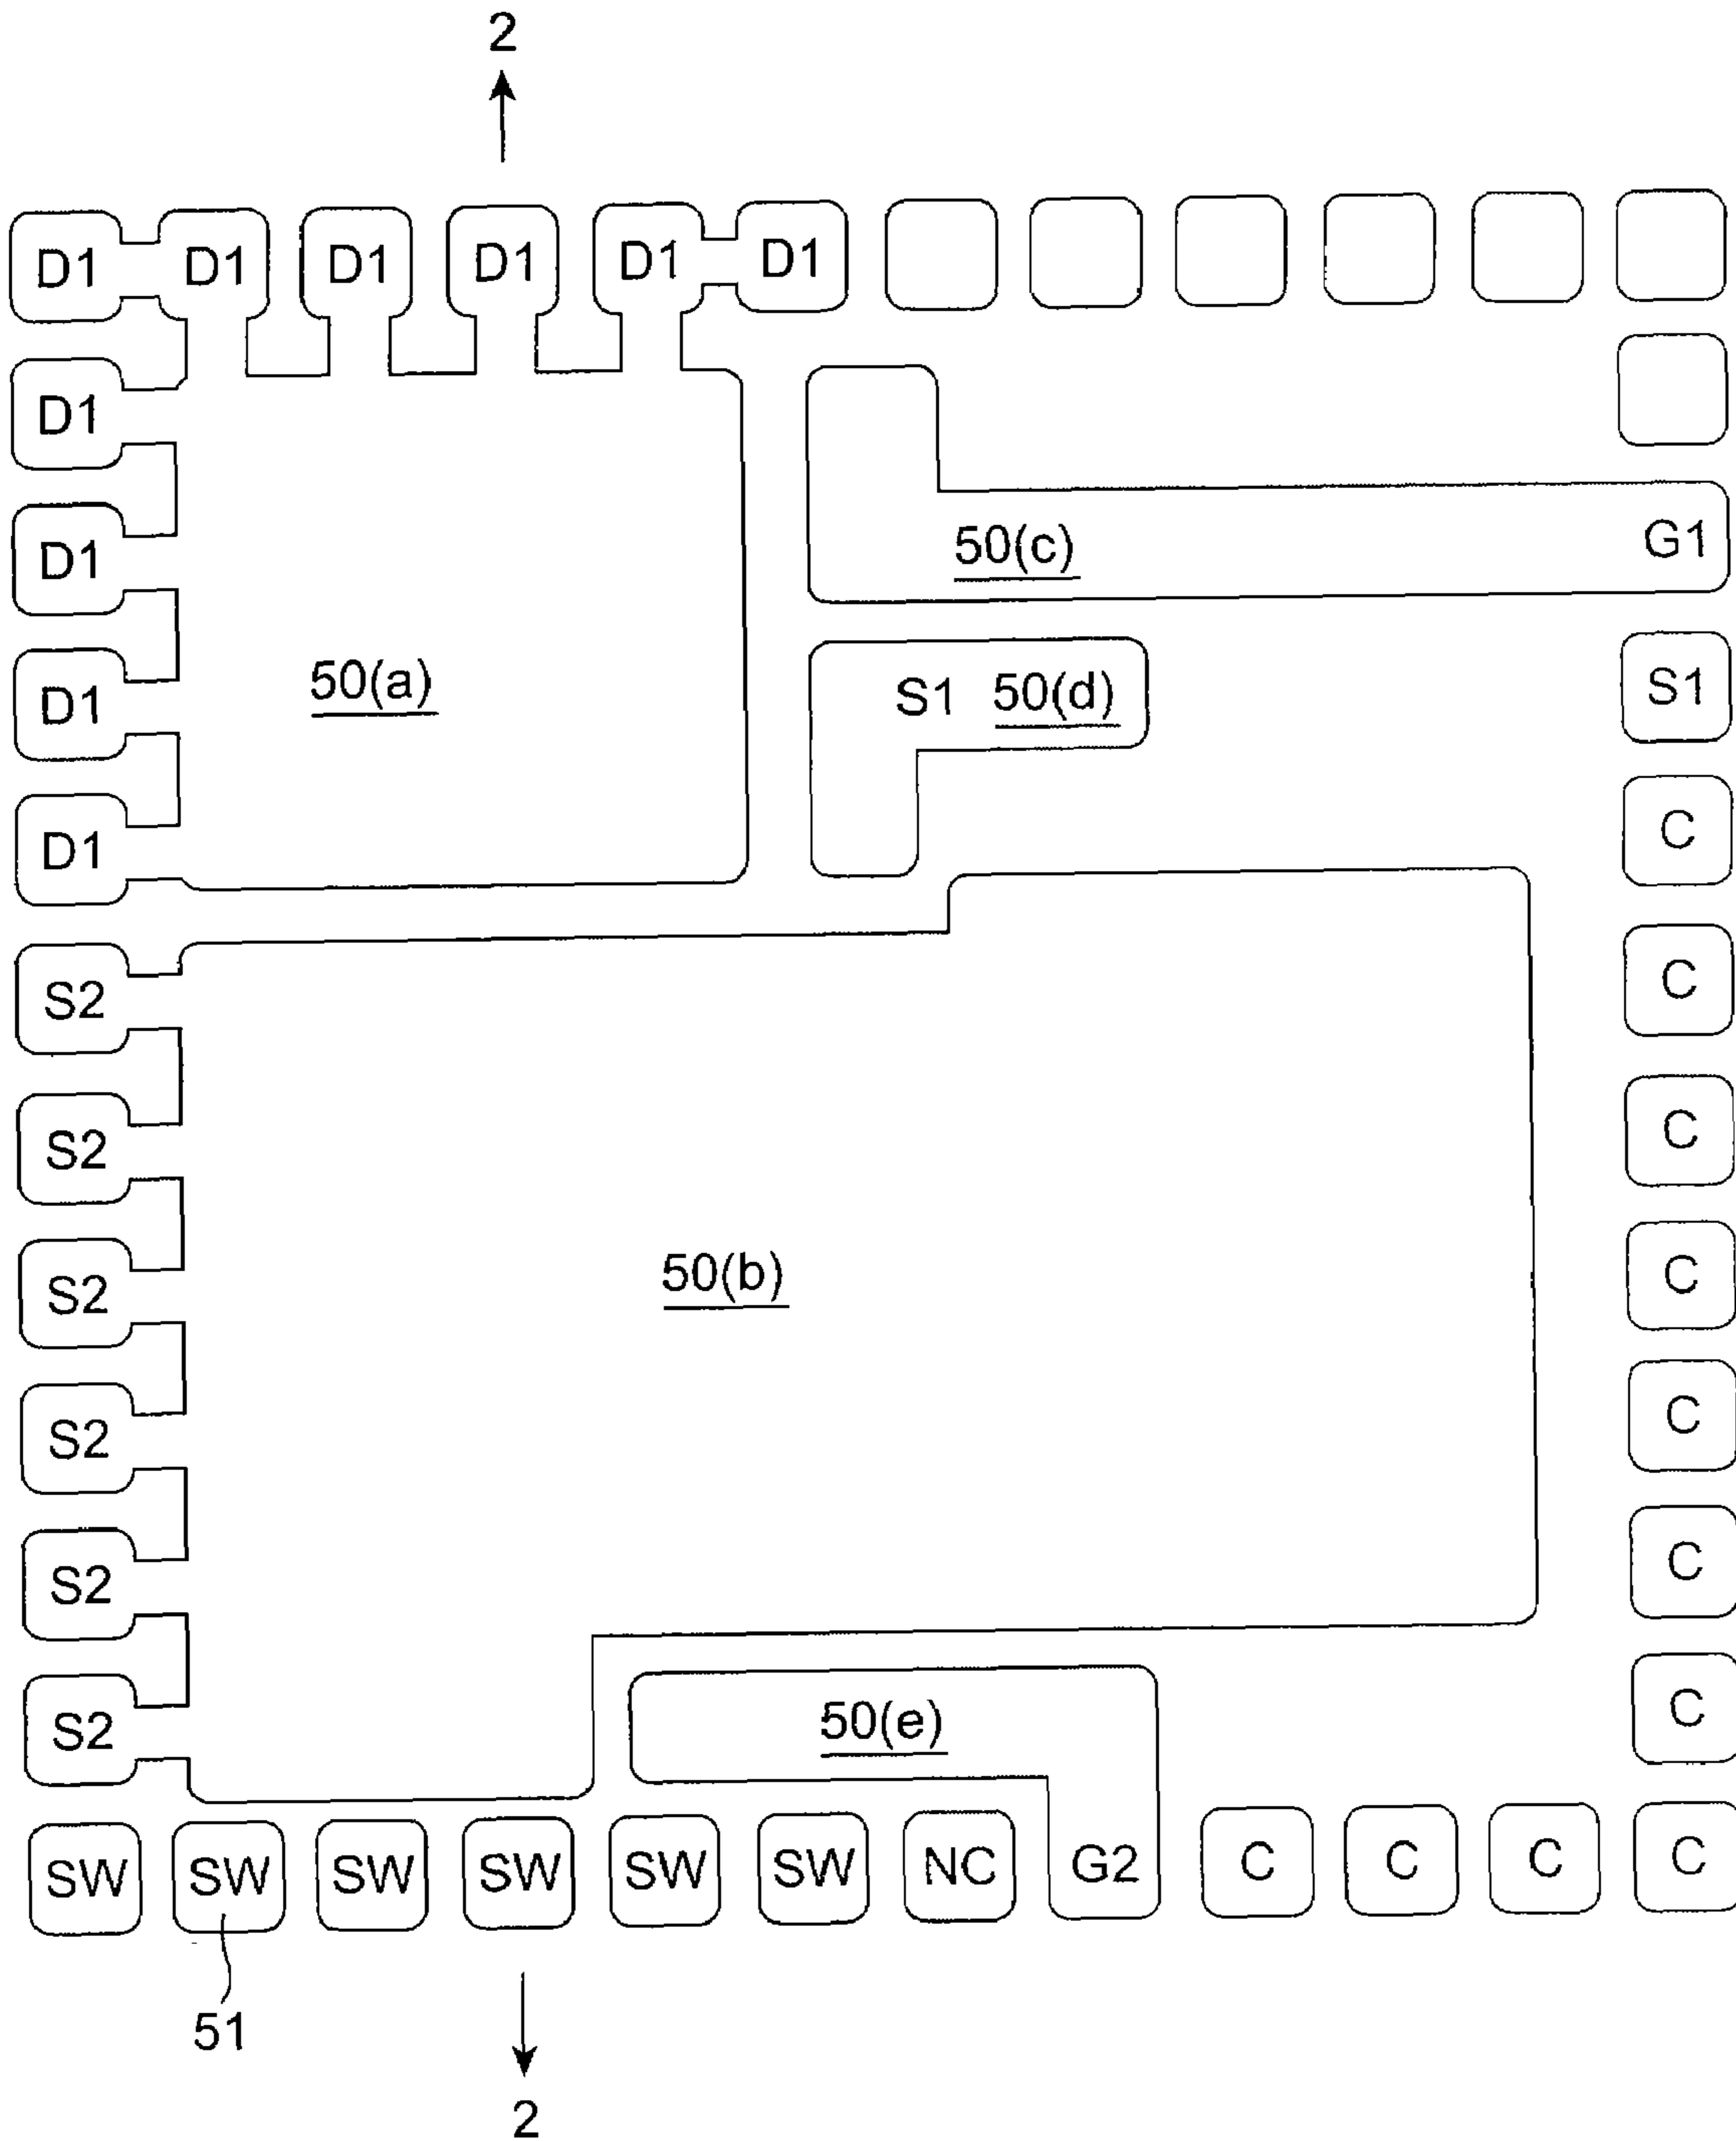 2
D1 D1 D1 D1 D1 D1
D1
D1
50(c) G1
D1
50(a)
S1 50(d) S1
D1
C
S2
C
S2
C
50(b)
S2
C
S2
C
S2
C
S2
50(e)
C
SW SW SW SW SW SW NC G2 C C C C
51
2